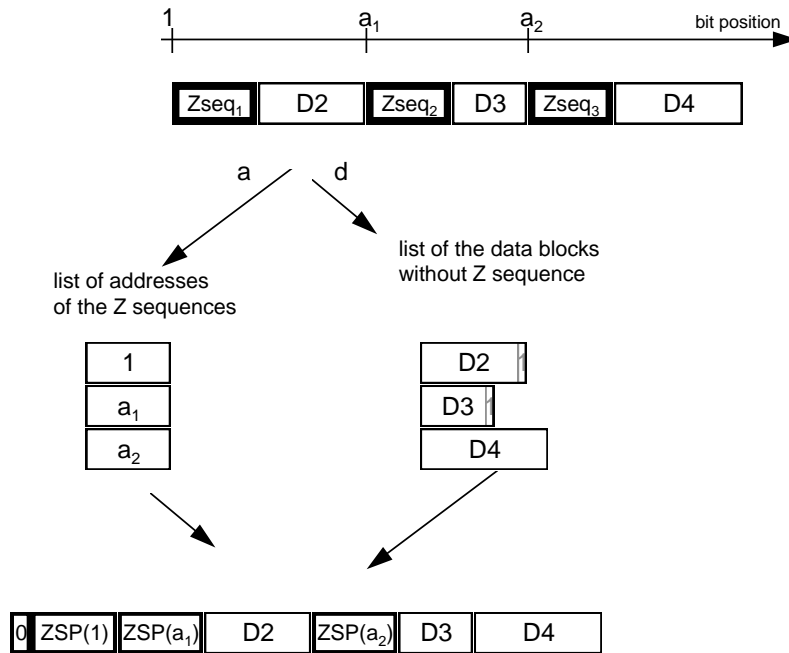 1 a₁ a₂ bit position
Zseq₁ D2 Zseq₂ D3 Zseq₃ D4
a d
list of addresses
of the Z sequences
list of the data blocks
without Z sequence
1
a₁
a₂
D2 1
D3 1
D4
0 ZSP(1) ZSP(a₁) D2 ZSP(a₂) D3 D4